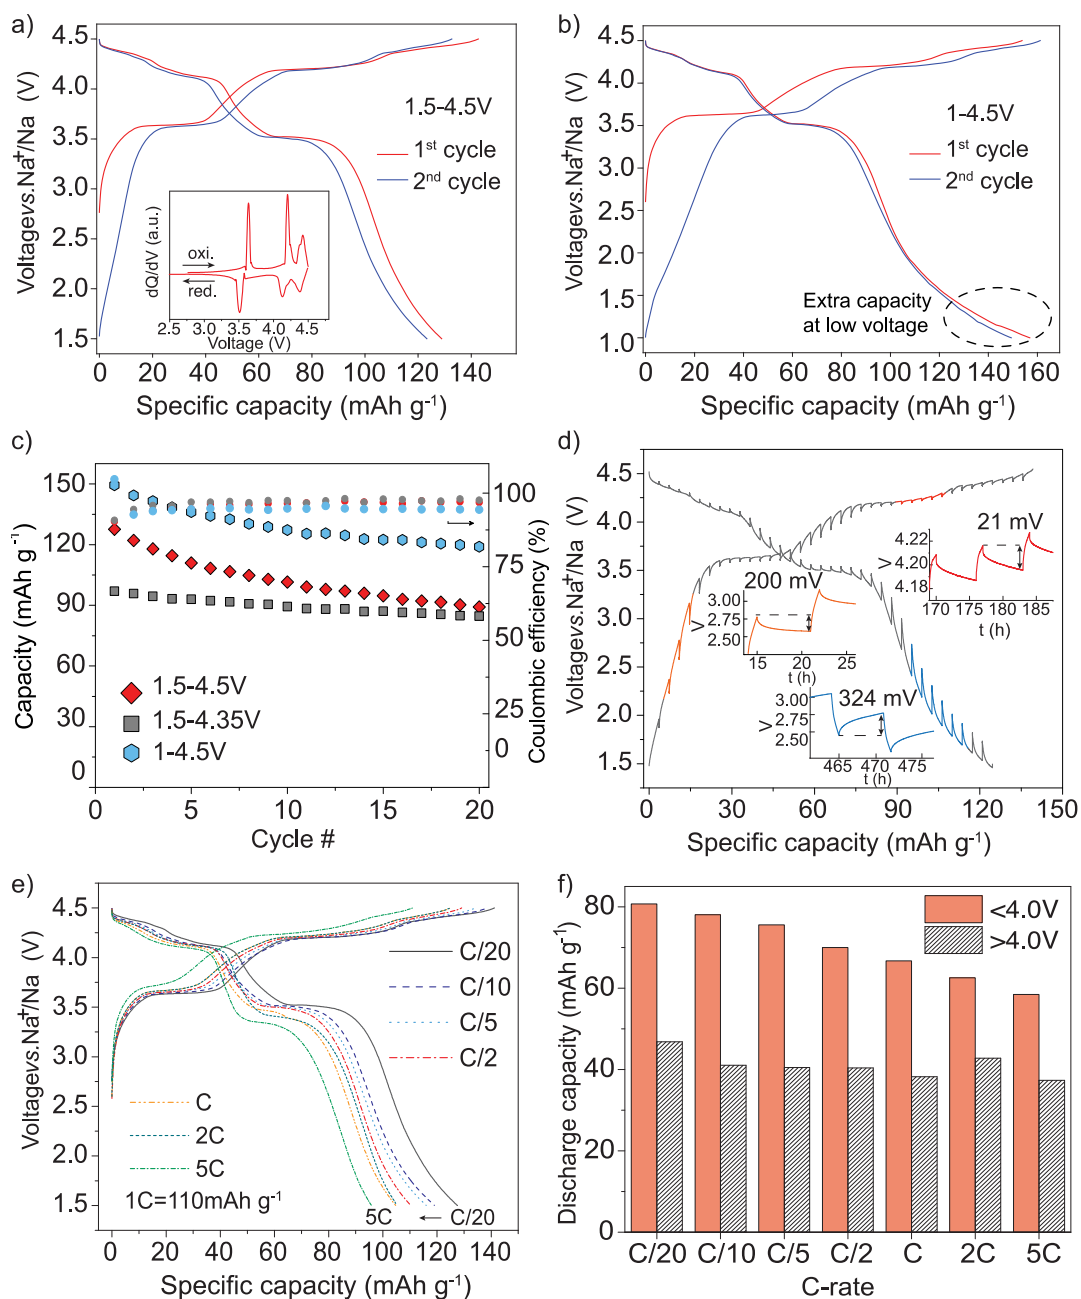 a)
4.5
4.0
3.5
3.0
2.5
2.0
1.5
Voltagevs.Na+/Na (V)
1.5-4.5V
1st cycle
2nd cycle
dQ/dV (a.u.)
oxi.
red.
2.5 3.0 3.5 4.0 4.5
Voltage (V)
0 20 40 60 80 100 120 140
Specific capacity (mAh g-1)
b)
4.5
4.0
3.5
3.0
2.5
2.0
1.5
1.0
Voltagevs.Na+/Na (V)
1-4.5V
1st cycle
2nd cycle
Extra capacity
at low voltage
0 20 40 60 80 100 120 140 160
Specific capacity (mAh g-1)
c)
150
120
90
60
30
0
Capacity (mAh g-1)
100
75
50
25
0
Coulombic efficiency (%)
1.5-4.5V
1.5-4.35V
1-4.5V
0 5 10 15 20
Cycle #
d)
4.5
4.0
3.5
3.0
2.5
2.0
1.5
Voltagevs.Na+/Na (V)
21 mV
4.22
4.20
4.18
V
170 175 180 185
t (h)
200 mV
3.00
2.75
2.50
V
15 20 25
t (h)
324 mV
3.00
2.75
2.50
V
465 470 475
t (h)
0 30 60 90 120 150
Specific capacity (mAh g-1)
e)
4.5
4.0
3.5
3.0
2.5
2.0
1.5
Voltagevs.Na+/Na (V)
C/20
C/10
C/5
C/2
C
2C
5C
1C=110mAh g-1
5C ← C/20
0 20 40 60 80 100 120 140
Specific capacity (mAh g-1)
f)
80
60
40
20
0
Discharge capacity (mAh g-1)
<4.0V
>4.0V
C/20 C/10 C/5 C/2 C 2C 5C
C-rate